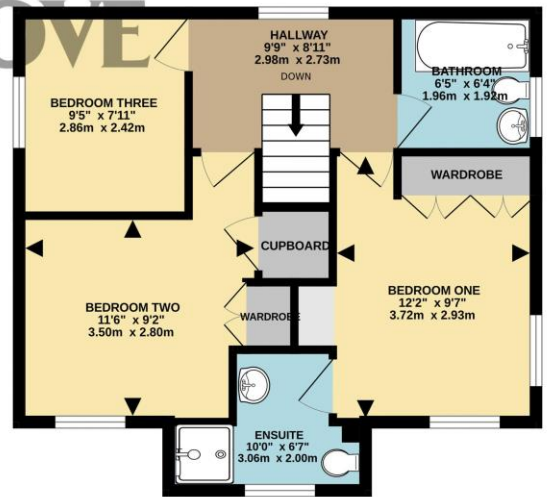 OVE
HALLWAY
9'9" x 8'11"
2.98m x 2.73m
DOWN
BEDROOM THREE
9'5" x 7'11"
2.86m x 2.42m
BATHROOM
6'5" x 6'4"
1.96m x 1.92m
WARDROBE
CUPBOARD
BEDROOM TWO
11'6" x 9'2"
3.50m x 2.80m
WARDROBE
BEDROOM ONE
12'2" x 9'7"
3.72m x 2.93m
ENSUITE
10'0" x 6'7"
3.06m x 2.00m